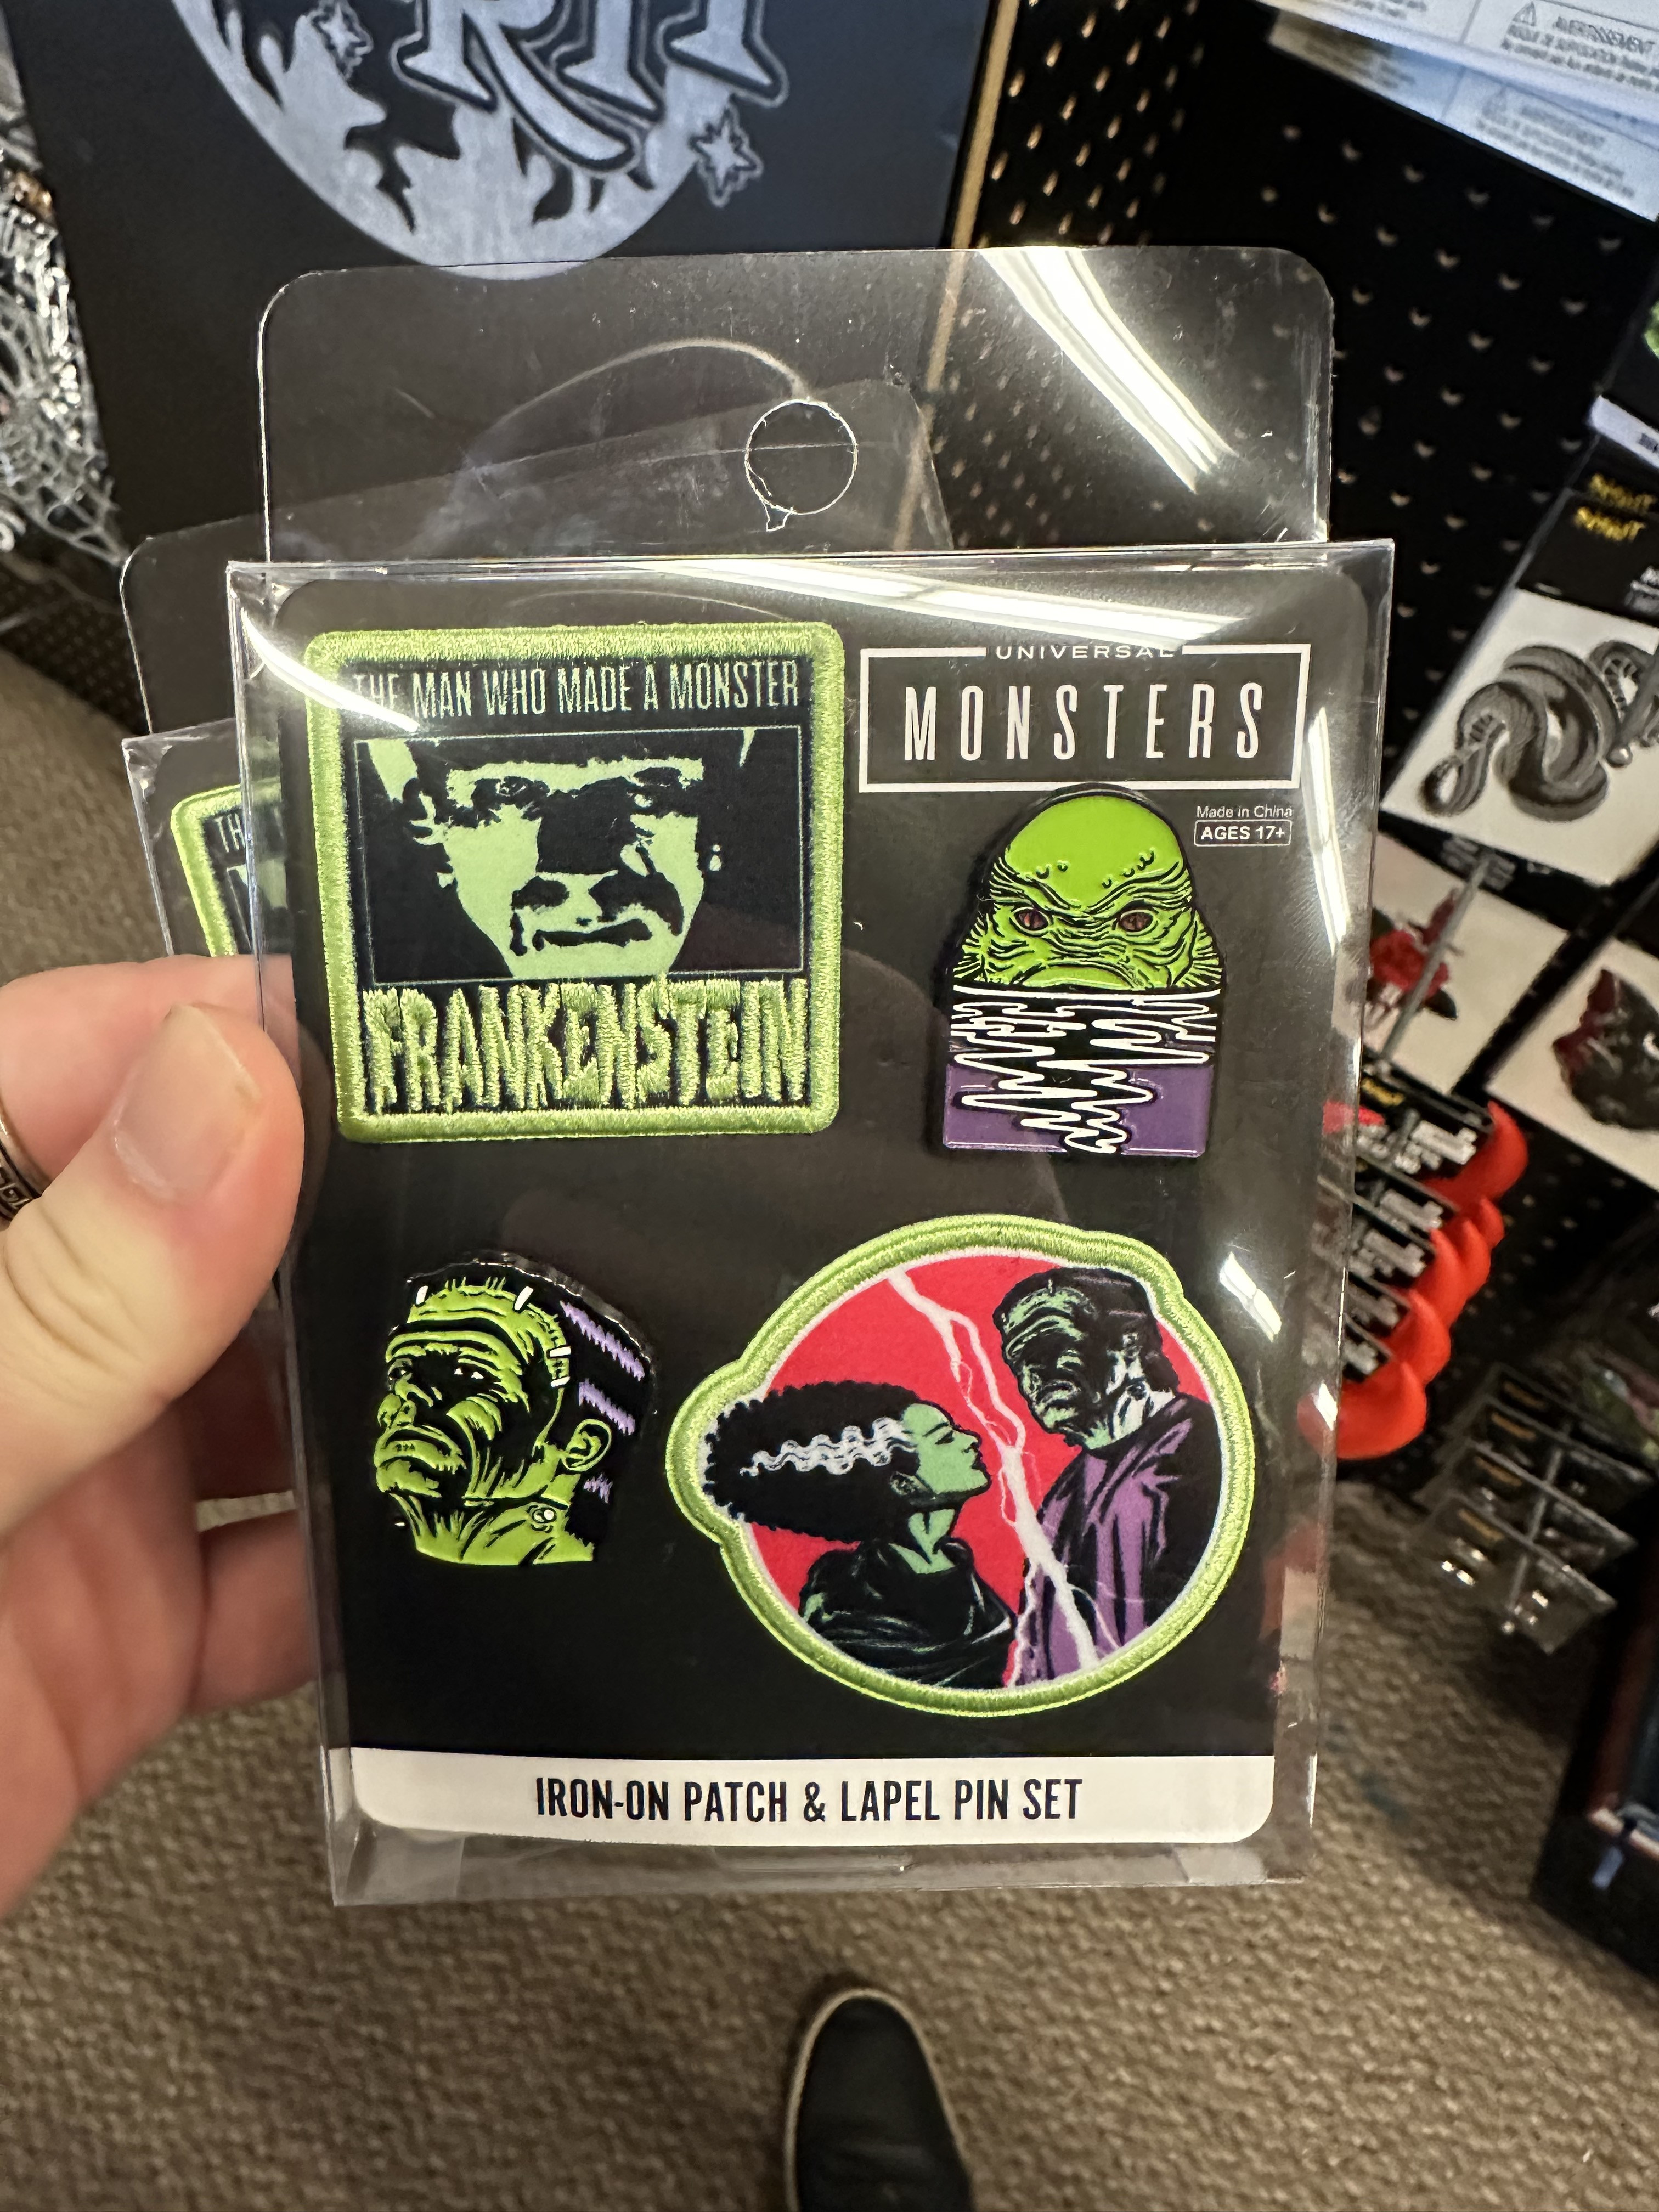 THE MAN WHO MADE A MONSTER
FRANKENSTEIN
UNIVERSAL
MONSTERS
Made in China
AGES 17+
IRON-ON PATCH & LAPEL PIN SET